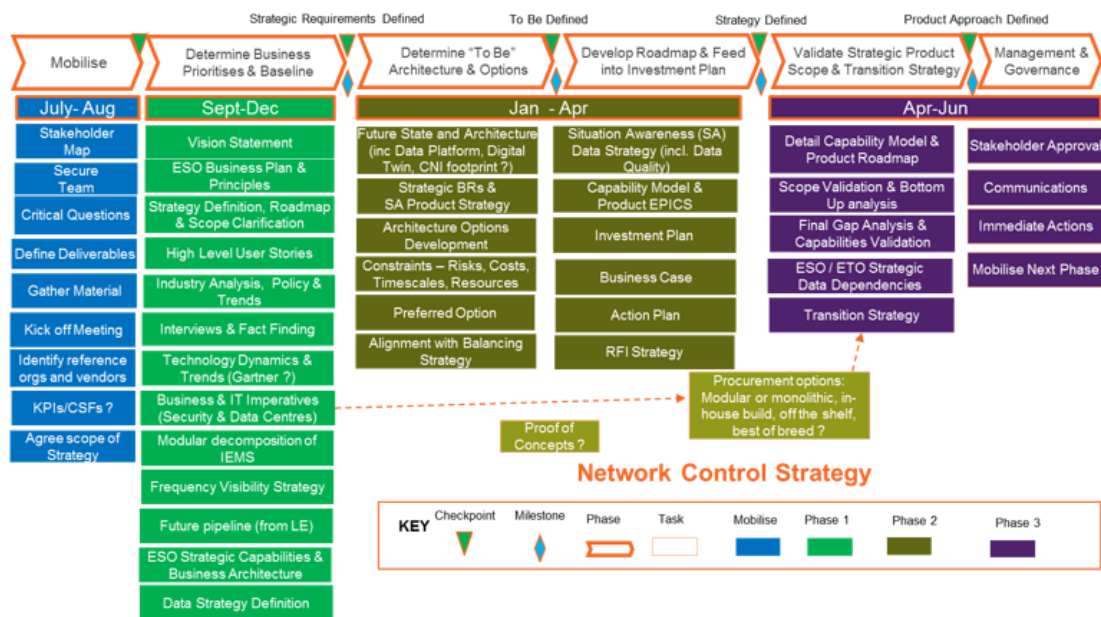 Strategic Requirements Defined
To Be Defined
Strategy Defined
Product Approach Defined
Mobilise
Determine Business
Prioritises & Baseline
Determine “To Be”
Architecture & Options
Develop Roadmap & Feed
into Investment Plan
Validate Strategic Product
Scope & Transition Strategy
Management &
Governance
July- Aug
Sept-Dec
Jan - Apr
Apr-Jun
Stakeholder
Map
Secure
Team
Critical Questions
Define Deliverables
Gather Material
Kick off Meeting
Identify reference
orgs and vendors
KPIs/CSFs ?
Agree scope of
Strategy
Vision Statement
ESO Business Plan &
Principles
Strategy Definition, Roadmap
& Scope Clarification
High Level User Stories
Industry Analysis, Policy &
Trends
Interviews & Fact Finding
Technology Dynamics &
Trends (Gartner ?)
Business & IT Imperatives
(Security & Data Centres)
Modular decomposition of
IEMS
Frequency Visibility Strategy
Future pipeline (from LE)
ESO Strategic Capabilities &
Business Architecture
Data Strategy Definition
Future State and Architecture
(inc Data Platform, Digital
Twin, CNI footprint ?)
Strategic BRs &
SA Product Strategy
Architecture Options
Development
Constraints – Risks, Costs,
Timescales, Resources
Preferred Option
Alignment with Balancing
Strategy
Situation Awareness (SA)
Data Strategy (incl. Data
Quality)
Capability Model &
Product EPICS
Investment Plan
Business Case
Action Plan
RFI Strategy
Detail Capability Model &
Product Roadmap
Scope Validation & Bottom
Up analysis
Final Gap Analysis &
Capabilities Validation
ESO / ETO Strategic
Data Dependencies
Transition Strategy
Stakeholder Approval
Communications
Immediate Actions
Mobilise Next Phase
Procurement options:
Modular or monolithic, in-
house build, off the shelf,
best of breed ?
Proof of
Concepts ?
Network Control Strategy
KEY
Checkpoint
Milestone
Phase
Task
Mobilise
Phase 1
Phase 2
Phase 3